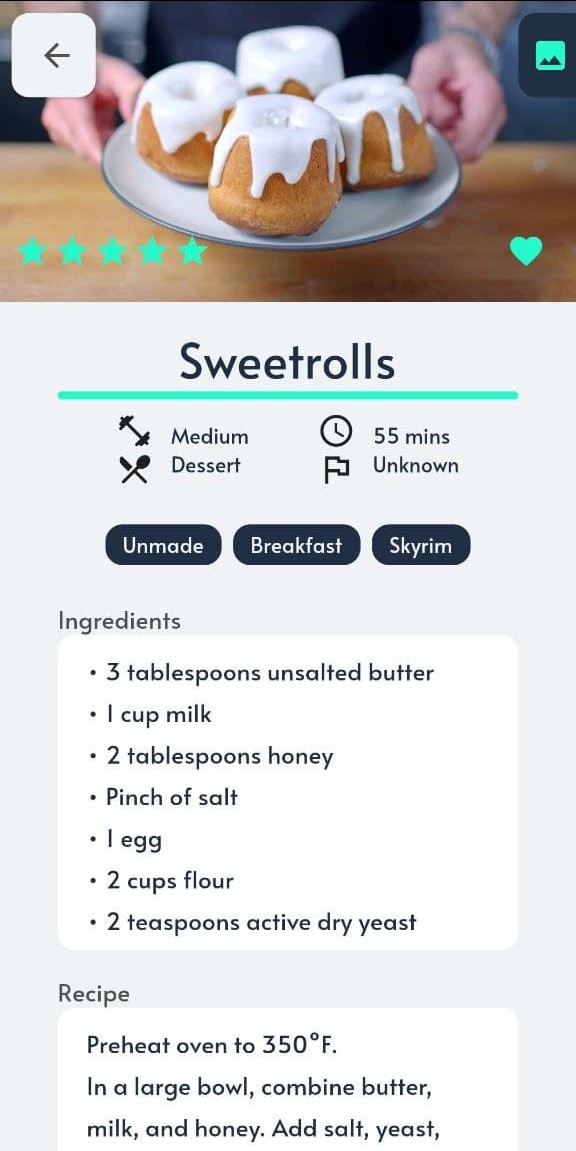 Sweetrolls
Medium
55 mins
Dessert
Unknown
Unmade
Breakfast
Skyrim
Ingredients
• 3 tablespoons unsalted butter
• 1 cup milk
• 2 tablespoons honey
• Pinch of salt
• 1 egg
• 2 cups flour
• 2 teaspoons active dry yeast
Recipe
Preheat oven to 350°F.
In a large bowl, combine butter,
milk, and honey. Add salt, yeast,